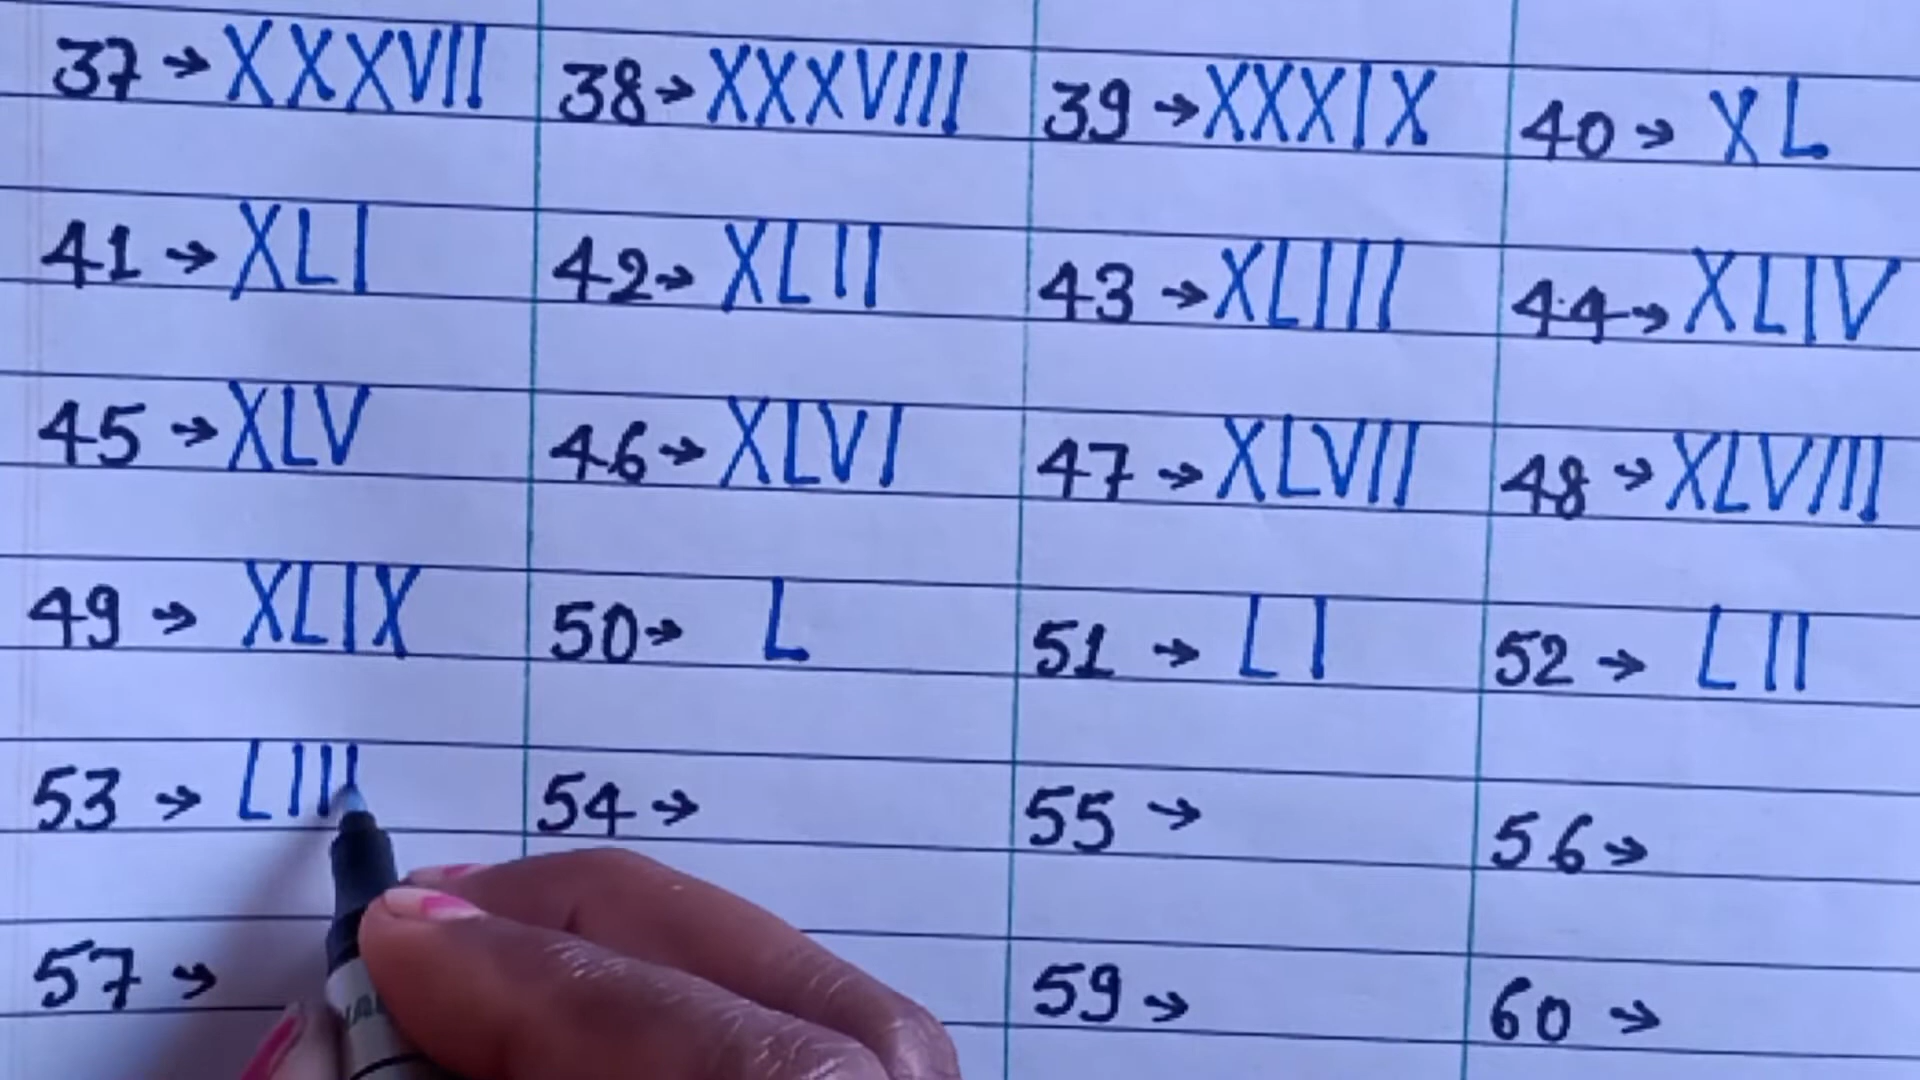 37 → XXXVII 38 → XXXVIII 39 → XXXIX 40 → XL
41 → XLI 42 → XLII 43 → XLIII 44 → XLIV
45 → XLV 46 → XLVI 47 → XLVII 48 → XLVIII
49 → XLIX 50 → L 51 → LI 52 → LII
53 → LIII 54 → 55 → 56 →
57 → 59 → 60 →